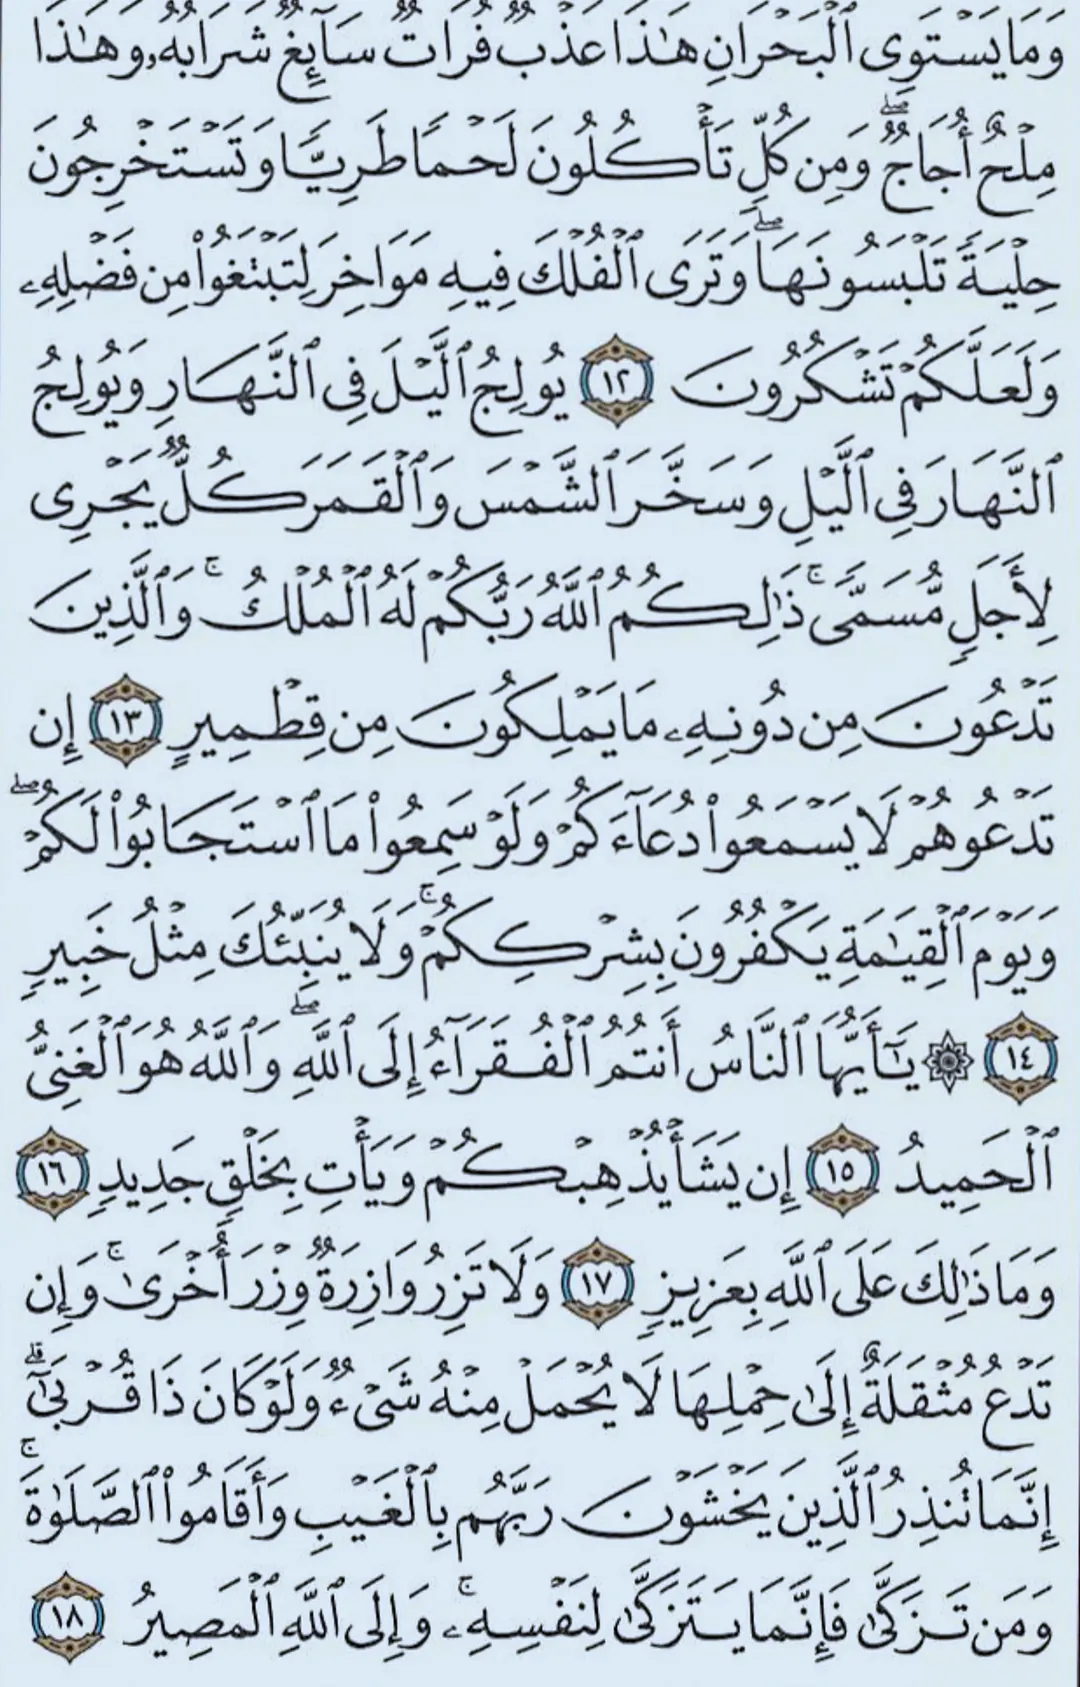 وَمَا يَسْتَوِى ٱلْبَحْرَانِ هَٰذَا عَذْبٌ فُرَاتٌ سَآئِغٌ شَرَابُهُۥ وَهَٰذَا
مِلْحٌ أُجَاجٌ ۖ وَمِن كُلٍّ تَأْكُلُونَ لَحْمًا طَرِيًّا وَتَسْتَخْرِجُونَ
حِلْيَةً تَلْبَسُونَهَا ۖ وَتَرَى ٱلْفُلْكَ فِيهِ مَوَاخِرَ لِتَبْتَغُوا۟ مِن فَضْلِهِۦ
وَلَعَلَّكُمْ تَشْكُرُونَ ١٢ يُولِجُ ٱلَّيْلَ فِى ٱلنَّهَارِ وَيُولِجُ
ٱلنَّهَارَ فِى ٱلَّيْلِ وَسَخَّرَ ٱلشَّمْسَ وَٱلْقَمَرَ كُلٌّ يَجْرِى
لِأَجَلٍ مُّسَمًّى ۚ ذَٰلِكُمُ ٱللَّهُ رَبُّكُمْ لَهُ ٱلْمُلْكُ ۚ وَٱلَّذِينَ
تَدْعُونَ مِن دُونِهِۦ مَا يَمْلِكُونَ مِن قِطْمِيرٍ ١٣ إِن
تَدْعُوهُمْ لَا يَسْمَعُوا۟ دُعَآءَكُمْ وَلَوْ سَمِعُوا۟ مَا ٱسْتَجَابُوا۟ لَكُمْ ۖ
وَيَوْمَ ٱلْقِيَٰمَةِ يَكْفُرُونَ بِشِرْكِكُمْ ۚ وَلَا يُنَبِّئُكَ مِثْلُ خَبِيرٍ
١٤ ۞ يَٰٓأَيُّهَا ٱلنَّاسُ أَنتُمُ ٱلْفُقَرَآءُ إِلَى ٱللَّهِ ۖ وَٱللَّهُ هُوَ ٱلْغَنِىُّ
ٱلْحَمِيدُ ١٥ إِن يَشَأْ يُذْهِبْكُمْ وَيَأْتِ بِخَلْقٍ جَدِيدٍ ١٦
وَمَا ذَٰلِكَ عَلَى ٱللَّهِ بِعَزِيزٍ ١٧ وَلَا تَزِرُ وَازِرَةٌ وِزْرَ أُخْرَىٰ ۚ وَإِن
تَدْعُ مُثْقَلَةٌ إِلَىٰ حِمْلِهَا لَا يُحْمَلْ مِنْهُ شَىْءٌ وَلَوْ كَانَ ذَا قُرْبَىٰٓ ۗ
إِنَّمَا تُنذِرُ ٱلَّذِينَ يَخْشَوْنَ رَبَّهُم بِٱلْغَيْبِ وَأَقَامُوا۟ ٱلصَّلَوٰةَ ۚ
وَمَن تَزَكَّىٰ فَإِنَّمَا يَتَزَكَّىٰ لِنَفْسِهِۦ ۚ وَإِلَى ٱللَّهِ ٱلْمَصِيرُ ١٨